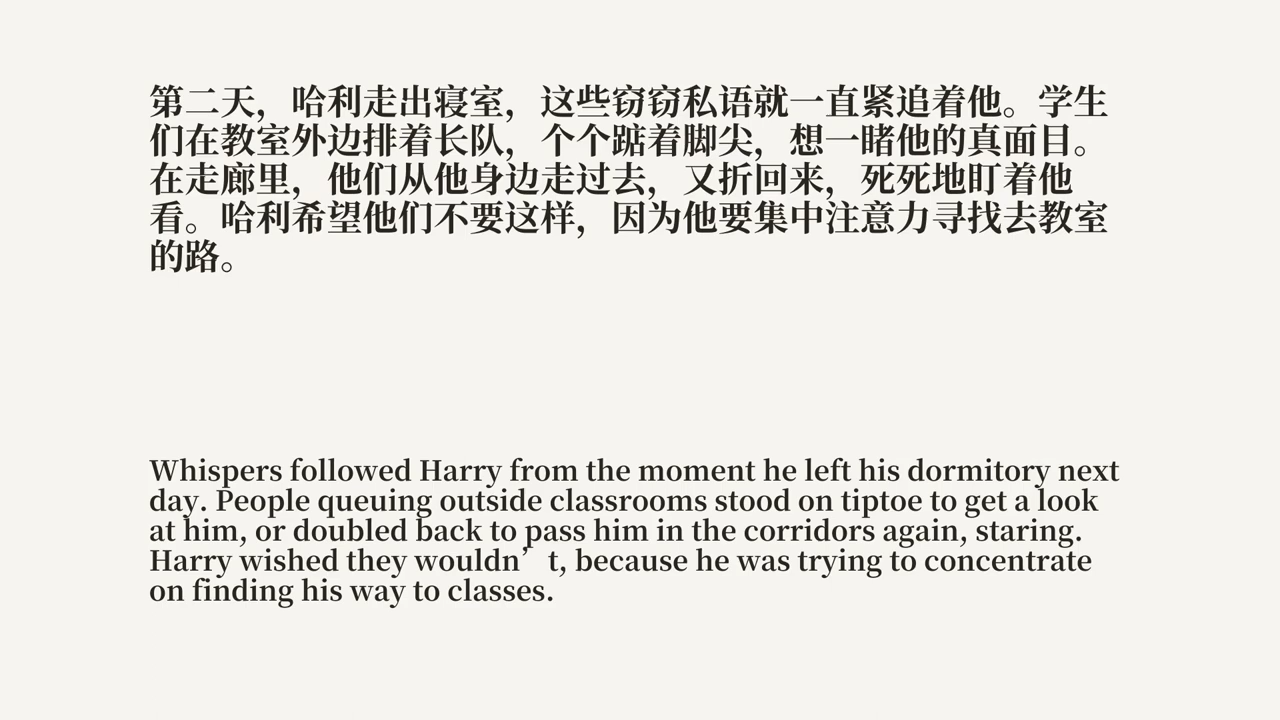 第二天，哈利走出寝室，这些窃窃私语就一直紧追着他。学生
们在教室外边排着长队，个个踮着脚尖，想一睹他的真面目。
在走廊里，他们从他身边走过去，又折回来，死死地盯着他
看。哈利希望他们不要这样，因为他要集中注意力寻找去教室
的路。
Whispers followed Harry from the moment he left his dormitory next
day. People queuing outside classrooms stood on tiptoe to get a look
at him, or doubled back to pass him in the corridors again, staring.
Harry wished they wouldn’t, because he was trying to concentrate
on finding his way to classes.